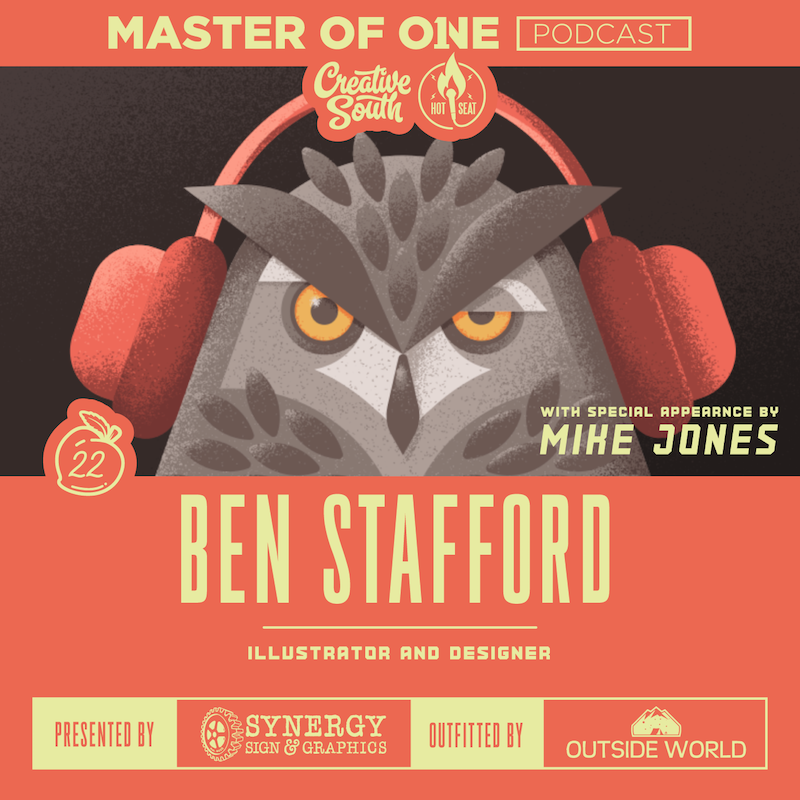 MASTER OF ONE PODCAST
Creative
South
HOT SEAT
WITH SPECIAL APPEARNCE BY
MIKE JONES
22
BEN STAFFORD
ILLUSTRATOR AND DESIGNER
PRESENTED BY
SYNERGY
SIGN & GRAPHICS
OUTFITTED BY
OUTSIDE WORLD